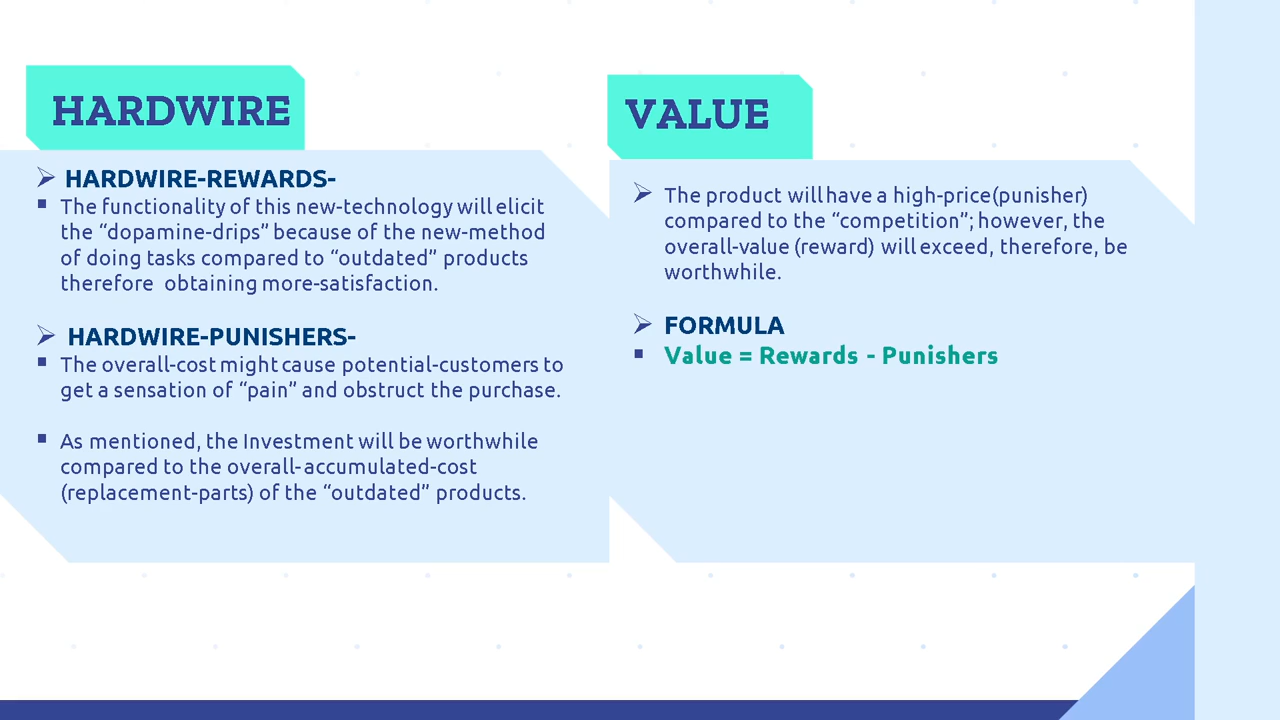 HARDWIRE
HARDWIRE-REWARDS-
The functionality of this new-technology will elicit
the “dopamine-drips” because of the new-method
of doing tasks compared to “outdated” products
therefore obtaining more-satisfaction.
HARDWIRE-PUNISHERS-
The overall-cost might cause potential-customers to
get a sensation of “pain” and obstruct the purchase.
As mentioned, the Investment will be worthwhile
compared to the overall-accumulated-cost
(replacement-parts) of the “outdated” products.
VALUE
The product will have a high-price(punisher)
compared to the “competition”; however, the
overall-value (reward) will exceed, therefore, be
worthwhile.
FORMULA
Value = Rewards - Punishers